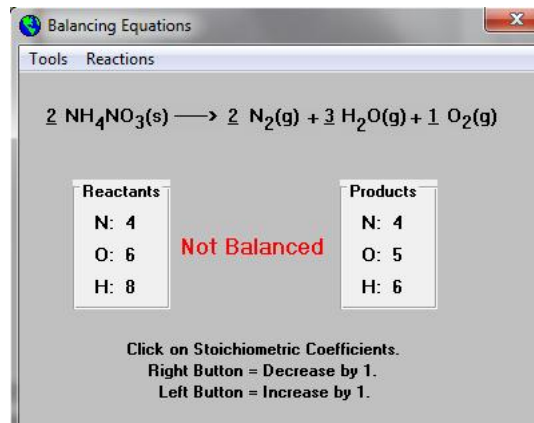 Balancing Equations
Tools Reactions
2 NH₄NO₃(s) ⟶ 2 N₂(g) + 3 H₂O(g) + 1 O₂(g)
Reactants
N: 4
O: 6
H: 8
Not Balanced
Products
N: 4
O: 5
H: 6
Click on Stoichiometric Coefficients.
Right Button = Decrease by 1.
Left Button = Increase by 1.